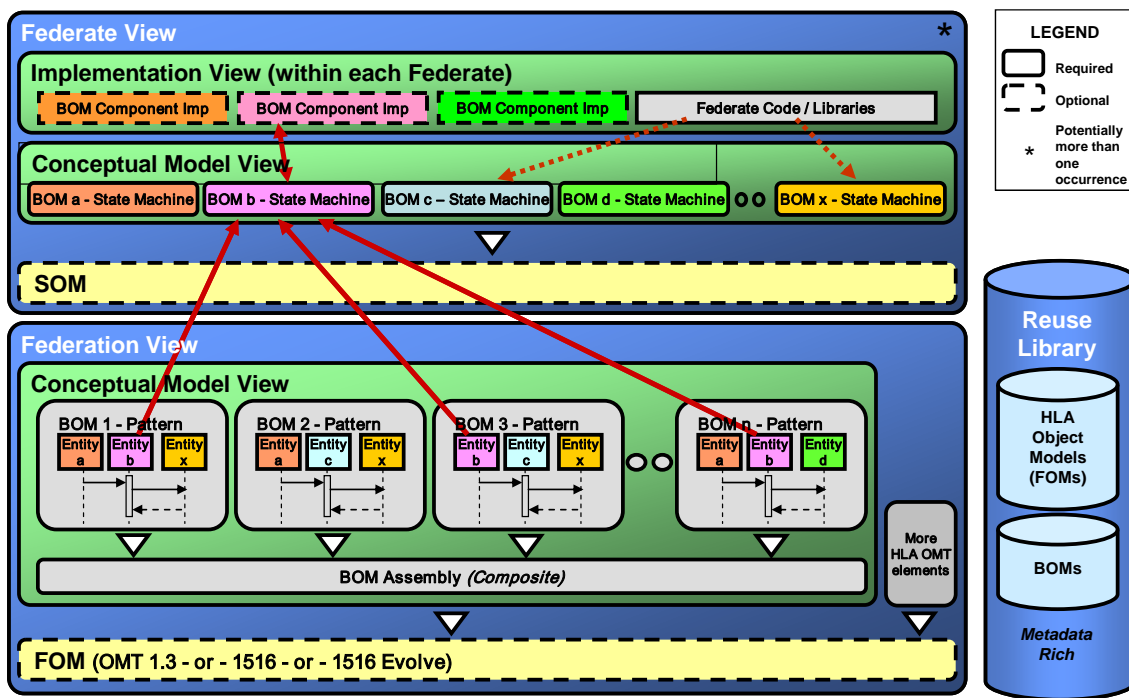 Federate View
*
Implementation View (within each Federate)
BOM Component Imp
BOM Component Imp
BOM Component Imp
Federate Code / Libraries
Conceptual Model View
BOM a - State Machine
BOM b - State Machine
BOM c – State Machine
BOM d - State Machine
BOM x - State Machine
SOM
Federation View
Conceptual Model View
BOM 1 - Pattern
Entity
a
Entity
b
Entity
x
BOM 2 - Pattern
Entity
a
Entity
c
Entity
x
BOM 3 - Pattern
Entity
b
Entity
c
Entity
x
BOM n - Pattern
Entity
a
Entity
b
Entity
d
BOM Assembly (Composite)
More
HLA OMT
elements
FOM (OMT 1.3 - or - 1516 - or - 1516 Evolve)
LEGEND
Required
Optional
*
Potentially
more than
one
occurrence
Reuse
Library
HLA
Object
Models
(FOMs)
BOMs
Metadata
Rich